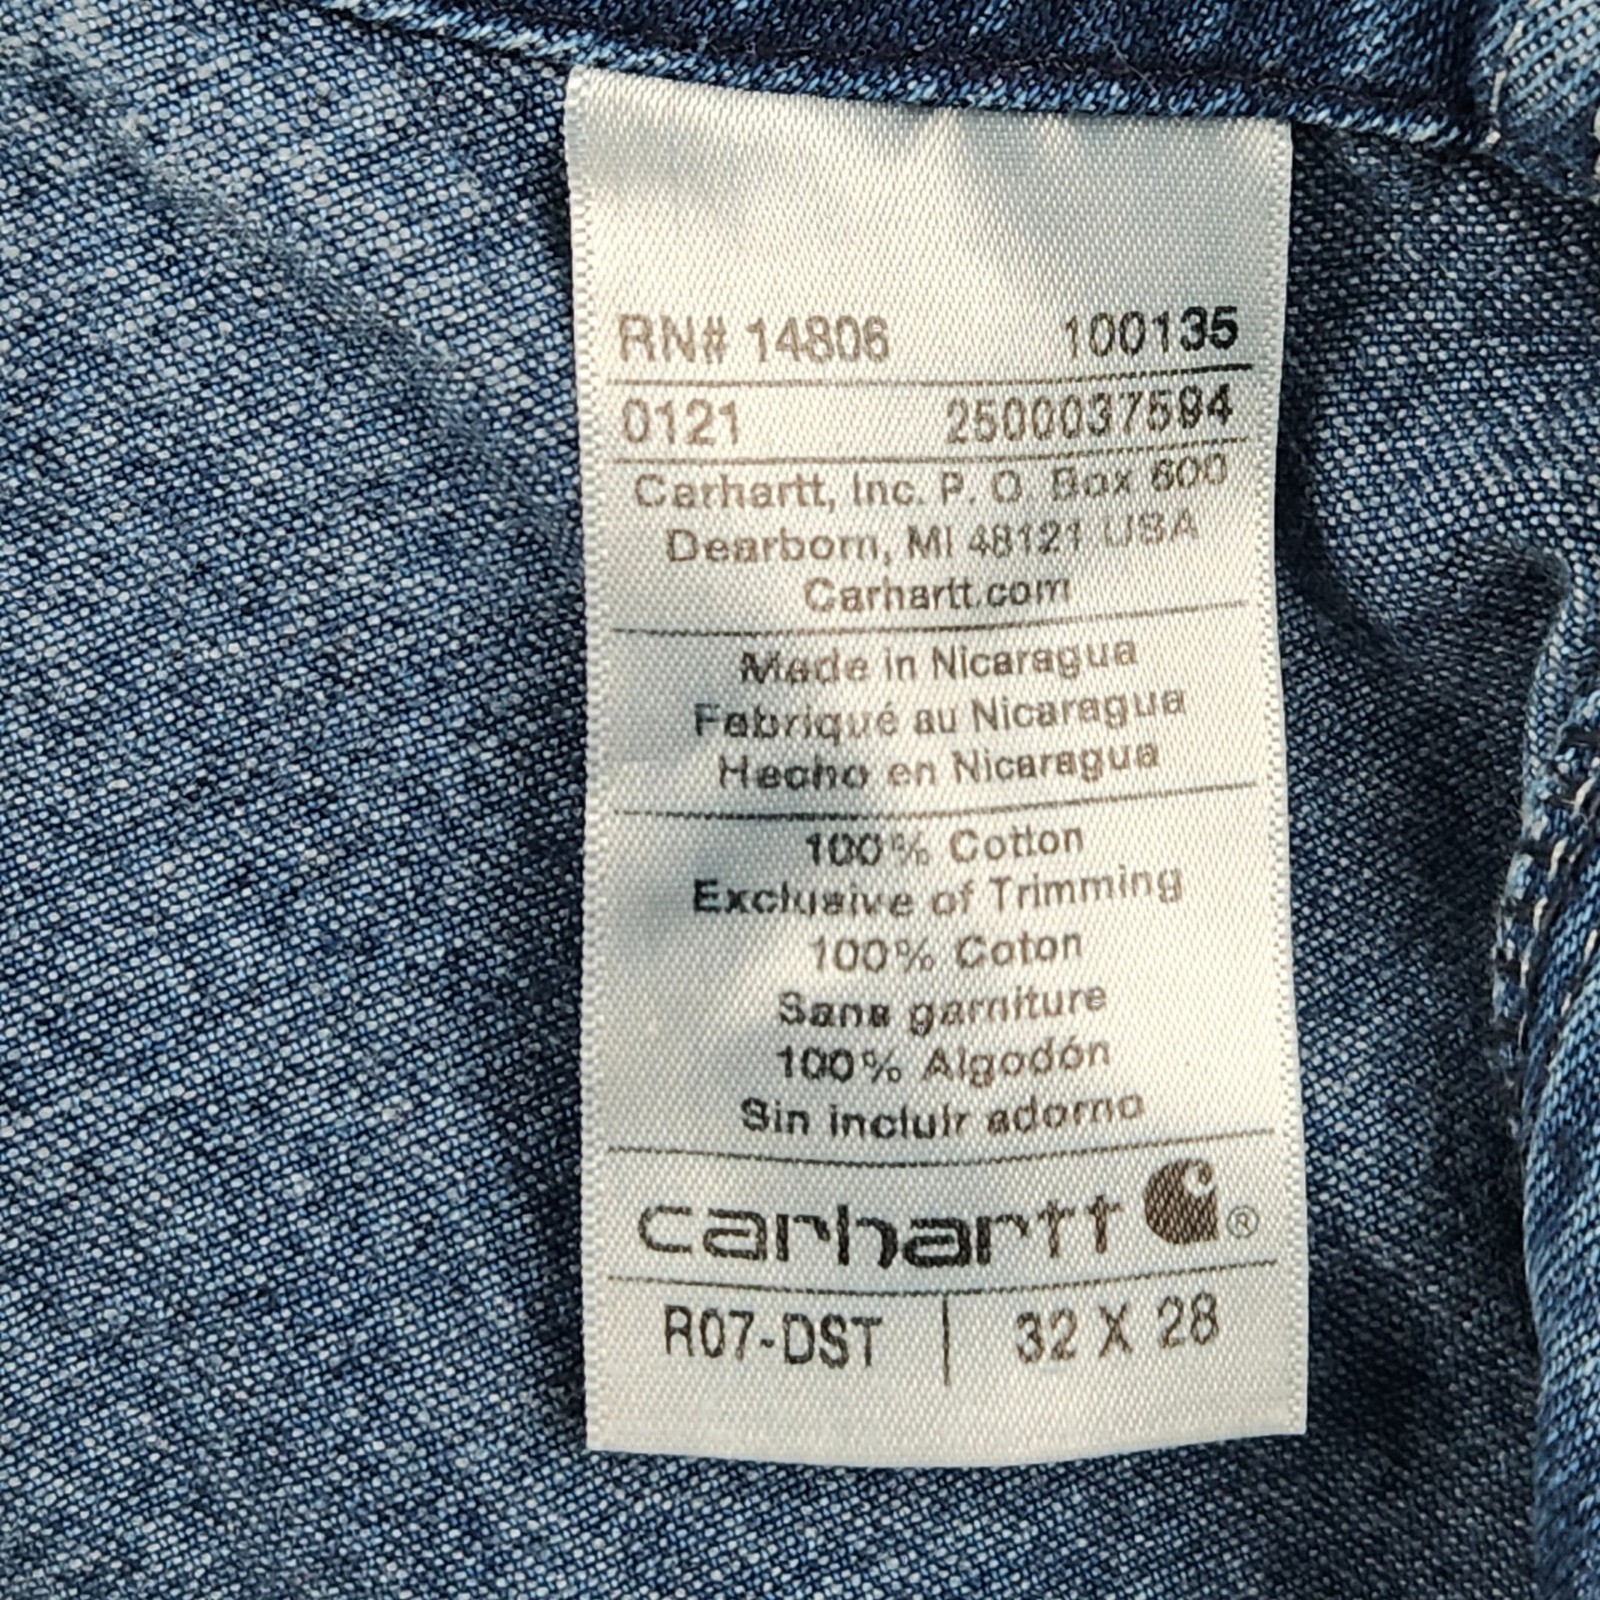 RN# 14806 100135
0121 2500037594
Carhartt, Inc. P. O. Box 600
Dearborn, MI 48121 USA
Carhartt.com
Made in Nicaragua
Fabriqué au Nicaragua
Hecho en Nicaragua
100% Cotton
Exclusive of Trimming
100% Coton
Sans garniture
100% Algodón
Sin incluir adorno
carhartt ®
R07-DST | 32 X 28